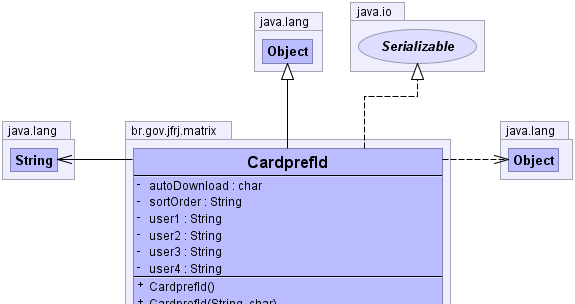 java.lang
Object
java.io
Serializable
java.lang
String
br.gov.jfrj.matrix
java.lang
Object
CardprefId
- autoDownload : char
- sortOrder : String
- user1 : String
- user2 : String
- user3 : String
- user4 : String
+ CardprefId()
+ CardprefId(String, char)